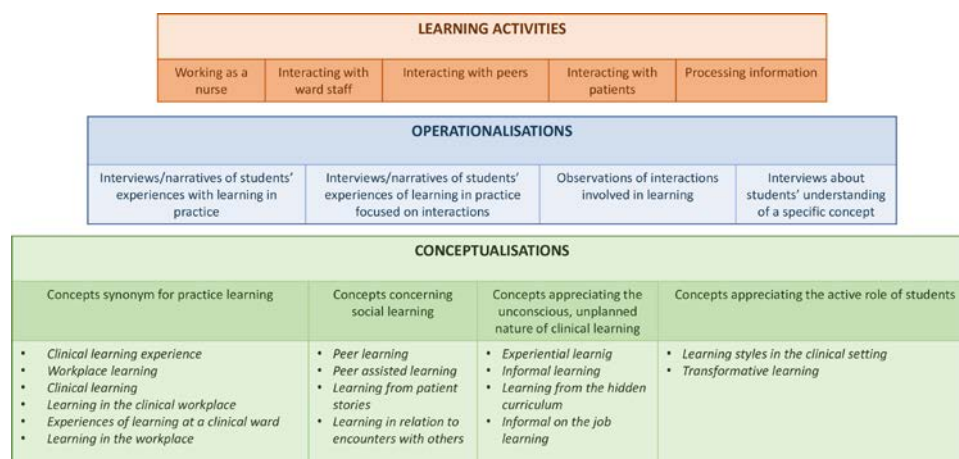 LEARNING ACTIVITIES
Working as a
nurse
Interacting with
ward staff
Interacting with peers
Interacting with
patients
Processing information
OPERATIONALISATIONS
Interviews/narratives of students'
experiences with learning in
practice
Interviews/narratives of students'
experiences of learning in practice
focused on interactions
Observations of interactions
involved in learning
Interviews about
students' understanding
of a specific concept
CONCEPTUALISATIONS
Concepts synonym for practice learning
Concepts concerning
social learning
Concepts appreciating the
unconscious, unplanned
nature of clinical learning
Concepts appreciating the active role of students
• Clinical learning experience
• Workplace learning
• Clinical learning
• Learning in the clinical workplace
• Experiences of learning at a clinical ward
• Learning in the workplace
• Peer learning
• Peer assisted learning
• Learning from patient
stories
• Learning in relation to
encounters with others
• Experiential learnig
• Informal learning
• Learning from the hidden
curriculum
• Informal on the job
learning
• Learning styles in the clinical setting
• Transformative learning